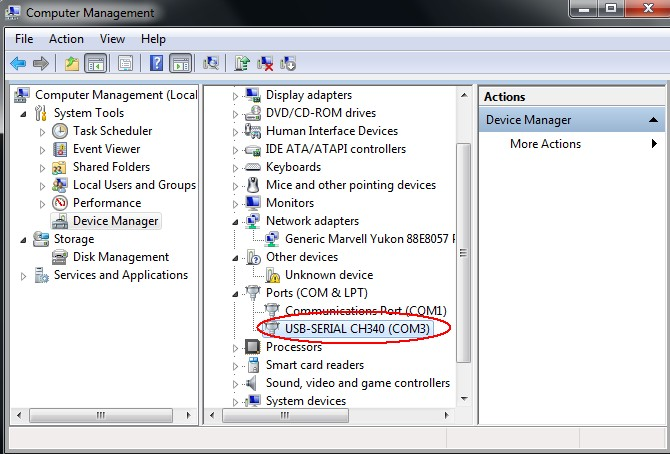 Computer Management
File Action View Help
Computer Management (Local
System Tools
Task Scheduler
Event Viewer
Shared Folders
Local Users and Groups
Performance
Device Manager
Storage
Disk Management
Services and Applications
Display adapters
DVD/CD-ROM drives
Human Interface Devices
IDE ATA/ATAPI controllers
Keyboards
Mice and other pointing devices
Monitors
Network adapters
Generic Marvell Yukon 88E8057 P
Other devices
Unknown device
Ports (COM & LPT)
Communications Port (COM1)
USB-SERIAL CH340 (COM3)
Processors
Smart card readers
Sound, video and game controllers
System devices
Actions
Device Manager
More Actions